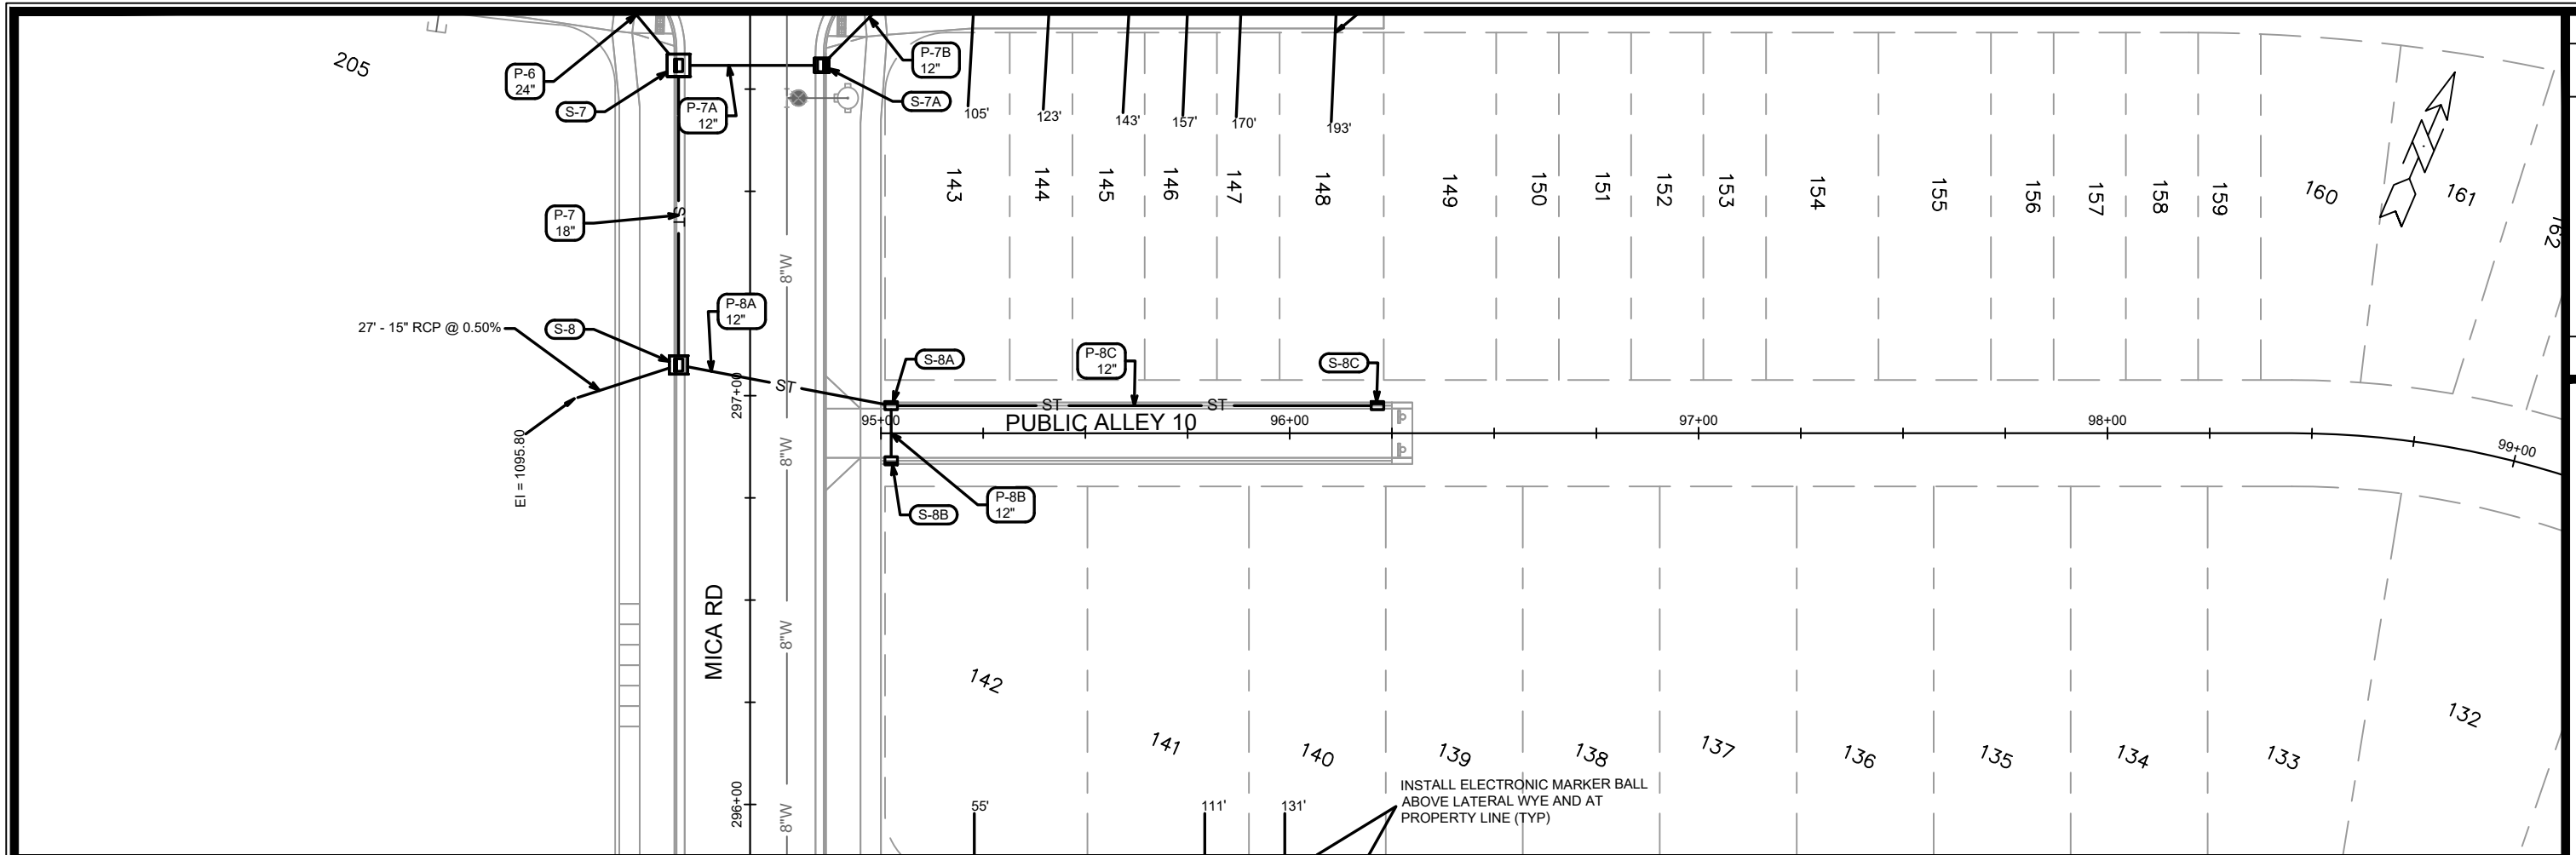 205
P-6
24"
S-7
P-7A
12"
P-7B
12"
S-7A
105'
123'
143'
157'
170'
193'
143
144
145
146
147
148
149
150
151
152
153
154
155
156
157
158
159
160
161
162
P-7
18"
ST
8"W
P-8A
12"
27' - 15" RCP @ 0.50%
S-8
S-8A
P-8C
12"
S-8C
ST
297+00
ST
ST
95+00
PUBLIC ALLEY 10
96+00
97+00
98+00
99+00
8"W
EI = 1095.80
P-8B
12"
S-8B
MICA RD
8"W
142
141
140
139
138
137
136
135
134
133
132
296+00
8"W
55'
111'
131'
INSTALL ELECTRONIC MARKER BALL
ABOVE LATERAL WYE AND AT
PROPERTY LINE (TYP)